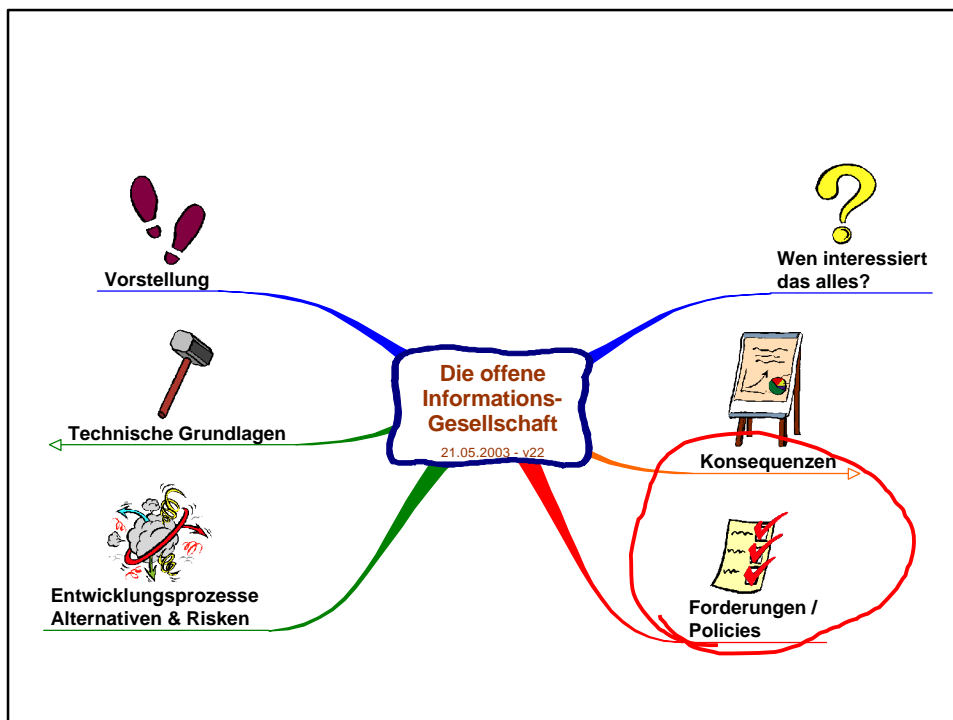 Vorstellung
Wen interessiert
das alles?
Die offene
Informations-
Gesellschaft
21.05.2003 - v22
Technische Grundlagen
Konsequenzen
Entwicklungsprozesse
Alternativen & Risken
Forderungen /
Policies